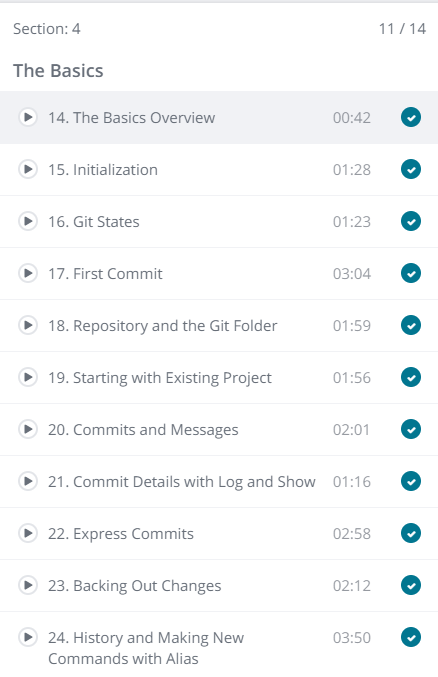 Section: 4 11 / 14
The Basics
14. The Basics Overview 00:42
15. Initialization 01:28
16. Git States 01:23
17. First Commit 03:04
18. Repository and the Git Folder 01:59
19. Starting with Existing Project 01:56
20. Commits and Messages 02:01
21. Commit Details with Log and Show 01:16
22. Express Commits 02:58
23. Backing Out Changes 02:12
24. History and Making New 03:50
Commands with Alias